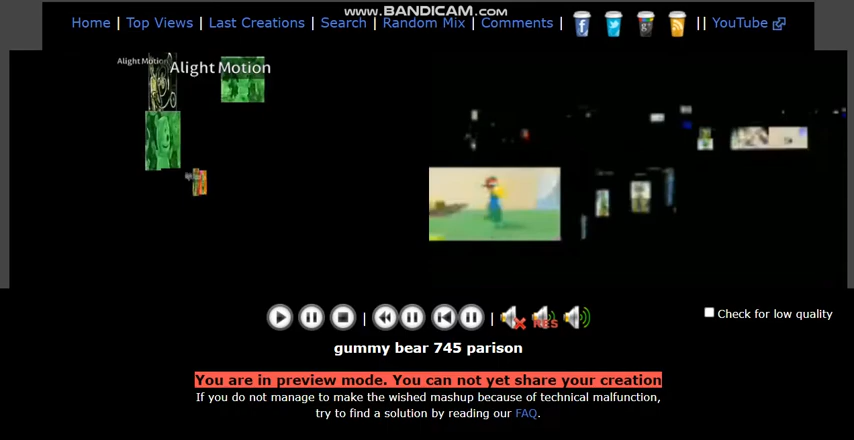 www.BANDICAM.com
Home | Top Views | Last Creations | Search | Random Mix | Comments | || YouTube
Alight Motion
Alight Motion
| | RES
Check for low quality
gummy bear 745 parison
You are in preview mode. You can not yet share your creation
If you do not manage to make the wished mashup because of technical malfunction,
try to find a solution by reading our FAQ.